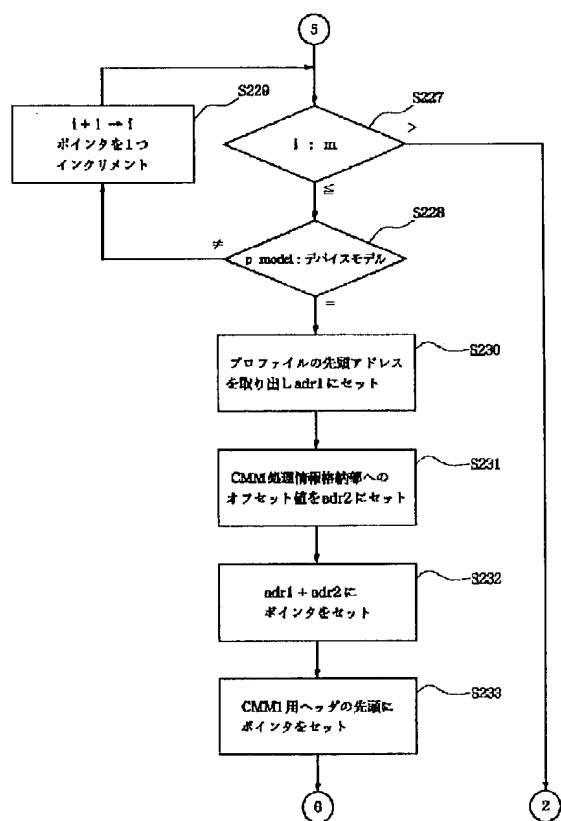 5
S229
i + 1 → i
ポインタを1つ
インクリメント
S227
i : m
>
≦
S228
≠
p model : デバイスモデル
=
S230
プロファイルの先頭アドレス
を取り出しadr1にセット
S231
CMM処理情報格納部への
オフセット値をadr2にセット
S232
adr1 + adr2に
ポインタをセット
S233
CMM1用ヘッダの先頭に
ポインタをセット
6
2